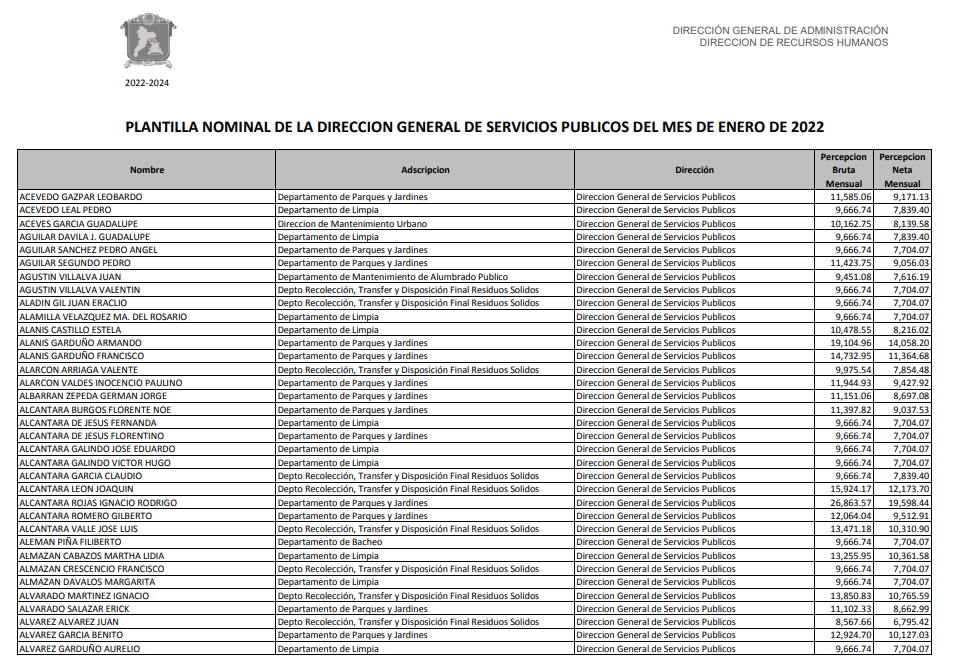 DIRECCIÓN GENERAL DE ADMINISTRACIÓN
DIRECCION DE RECURSOS HUMANOS
2022-2024
PLANTILLA NOMINAL DE LA DIRECCION GENERAL DE SERVICIOS PUBLICOS DEL MES DE ENERO DE 2022
Nombre Adscripcion Dirección Percepcion Bruta Mensual Percepcion Neta Mensual
ACEVEDO GAZPAR LEOBARDO Departamento de Parques y Jardines Direccion General de Servicios Publicos 11,585.06 9,171.13
ACEVEDO LEAL PEDRO Departamento de Limpia Direccion General de Servicios Publicos 9,666.74 7,839.40
ACEVES GARCIA GUADALUPE Direccion de Mantenimiento Urbano Direccion General de Servicios Publicos 10,162.75 8,139.58
AGUILAR DAVILA J. GUADALUPE Departamento de Limpia Direccion General de Servicios Publicos 9,666.74 7,839.40
AGUILAR SANCHEZ PEDRO ANGEL Departamento de Parques y Jardines Direccion General de Servicios Publicos 9,666.74 7,704.07
AGUILAR SEGUNDO PEDRO Departamento de Parques y Jardines Direccion General de Servicios Publicos 11,423.75 9,056.03
AGUSTIN VILLALVA JUAN Departamento de Mantenimiento de Alumbrado Publico Direccion General de Servicios Publicos 9,451.08 7,616.19
AGUSTIN VILLALVA VALENTIN Depto Recolección, Transfer y Disposición Final Residuos Solidos Direccion General de Servicios Publicos 9,666.74 7,704.07
ALADIN GIL JUAN ERACLIO Depto Recolección, Transfer y Disposición Final Residuos Solidos Direccion General de Servicios Publicos 9,666.74 7,704.07
ALAMILLA VELAZQUEZ MA. DEL ROSARIO Departamento de Limpia Direccion General de Servicios Publicos 9,666.74 7,704.07
ALANIS CASTILLO ESTELA Departamento de Limpia Direccion General de Servicios Publicos 10,478.55 8,216.02
ALANIS GARDUÑO ARMANDO Departamento de Parques y Jardines Direccion General de Servicios Publicos 19,104.96 14,058.20
ALANIS GARDUÑO FRANCISCO Departamento de Parques y Jardines Direccion General de Servicios Publicos 14,732.95 11,364.68
ALARCON ARRIAGA VALENTE Depto Recolección, Transfer y Disposición Final Residuos Solidos Direccion General de Servicios Publicos 9,975.54 7,854.48
ALARCON VALDES INOCENCIO PAULINO Departamento de Parques y Jardines Direccion General de Servicios Publicos 11,944.93 9,427.92
ALBARRAN ZEPEDA GERMAN JORGE Departamento de Parques y Jardines Direccion General de Servicios Publicos 11,151.06 8,697.08
ALCANTARA BURGOS FLORENTE NOE Departamento de Parques y Jardines Direccion General de Servicios Publicos 11,397.82 9,037.53
ALCANTARA DE JESUS FERNANDA Departamento de Limpia Direccion General de Servicios Publicos 9,666.74 7,704.07
ALCANTARA DE JESUS FLORENTINO Departamento de Parques y Jardines Direccion General de Servicios Publicos 9,666.74 7,704.07
ALCANTARA GALINDO JOSE EDUARDO Departamento de Limpia Direccion General de Servicios Publicos 9,666.74 7,704.07
ALCANTARA GALINDO VICTOR HUGO Departamento de Limpia Direccion General de Servicios Publicos 9,666.74 7,704.07
ALCANTARA GARCIA CLAUDIO Depto Recolección, Transfer y Disposición Final Residuos Solidos Direccion General de Servicios Publicos 9,666.74 7,839.40
ALCANTARA LEON JOAQUIN Depto Recolección, Transfer y Disposición Final Residuos Solidos Direccion General de Servicios Publicos 15,924.17 12,173.70
ALCANTARA ROJAS IGNACIO RODRIGO Departamento de Parques y Jardines Direccion General de Servicios Publicos 26,863.57 19,598.44
ALCANTARA ROMERO GILBERTO Departamento de Parques y Jardines Direccion General de Servicios Publicos 12,064.04 9,512.91
ALCANTARA VALLE JOSE LUIS Depto Recolección, Transfer y Disposición Final Residuos Solidos Direccion General de Servicios Publicos 13,471.18 10,310.90
ALEMAN PIÑA FILIBERTO Departamento de Bacheo Direccion General de Servicios Publicos 9,666.74 7,704.07
ALMAZAN CABAZOS MARTHA LIDIA Departamento de Limpia Direccion General de Servicios Publicos 13,255.95 10,361.58
ALMAZAN CRESCENCIO FRANCISCO Depto Recolección, Transfer y Disposición Final Residuos Solidos Direccion General de Servicios Publicos 9,666.74 7,704.07
ALMAZAN DAVALOS MARGARITA Departamento de Limpia Direccion General de Servicios Publicos 9,666.74 7,704.07
ALVARADO MARTINEZ IGNACIO Depto Recolección, Transfer y Disposición Final Residuos Solidos Direccion General de Servicios Publicos 13,850.83 10,765.59
ALVARADO SALAZAR ERICK Departamento de Parques y Jardines Direccion General de Servicios Publicos 11,102.33 8,662.99
ALVAREZ ALVAREZ JUAN Depto Recolección, Transfer y Disposición Final Residuos Solidos Direccion General de Servicios Publicos 8,567.66 6,795.42
ALVAREZ GARCIA BENITO Departamento de Parques y Jardines Direccion General de Servicios Publicos 12,924.70 10,127.03
ALVAREZ GARDUÑO AURELIO Departamento de Limpia Direccion General de Servicios Publicos 9,666.74 7,704.07